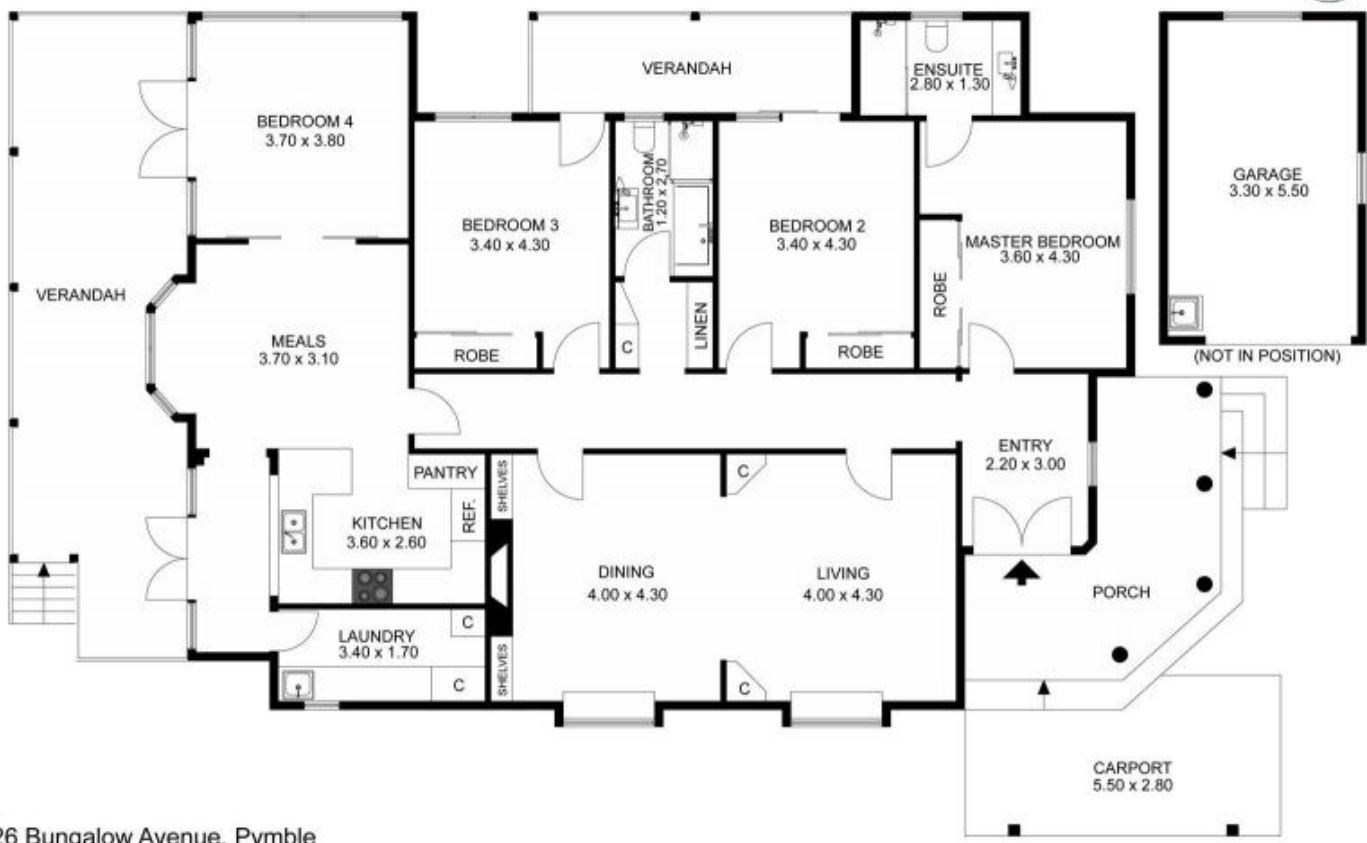 VERANDAH
ENSUITE
2.80 x 1.30
BEDROOM 4
3.70 x 3.80
BEDROOM 3
3.40 x 4.30
BATHROOM
1.20 x 2.70
BEDROOM 2
3.40 x 4.30
MASTER BEDROOM
3.60 x 4.30
GARAGE
3.30 x 5.50
(NOT IN POSITION)
VERANDAH
MEALS
3.70 x 3.10
ROBE
C
LINEN
ROBE
ROBE
ENTRY
2.20 x 3.00
PANTRY
REF.
SHELVES
C
KITCHEN
3.60 x 2.60
DINING
4.00 x 4.30
LIVING
4.00 x 4.30
PORCH
LAUNDRY
3.40 x 1.70
C
C
SHELVES
C
CARPORT
5.50 x 2.80
26 Bungalow Avenue, Pymble